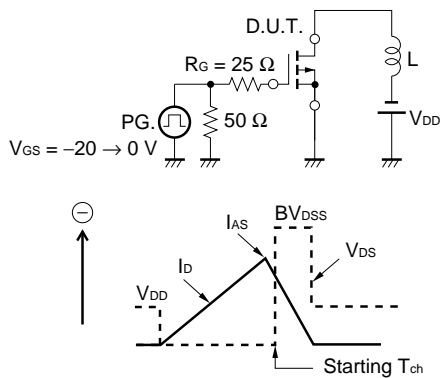 D.U.T.
RG = 25 Ω
L
PG.
50 Ω
VDD
VGS = −20 → 0 V
−
IAS
BVDSS
ID
VDS
VDD
Starting Tch